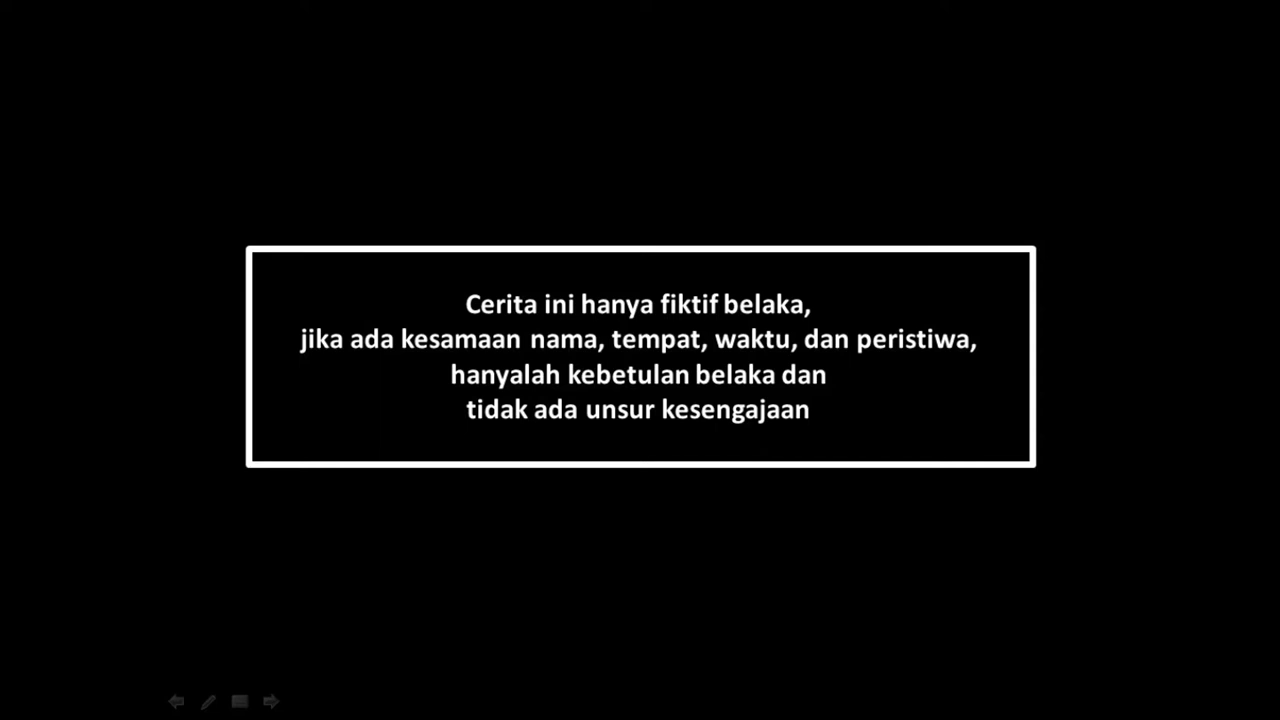 Cerita ini hanya fiktif belaka,
jika ada kesamaan nama, tempat, waktu, dan peristiwa,
hanyalah kebetulan belaka dan
tidak ada unsur kesengajaan